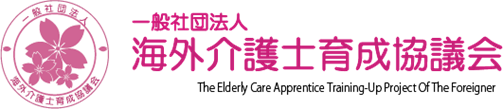 一般社団法人
海外介護士育成協議会
一般社団法人
海外介護士育成協議会
The Elderly Care Apprentice Training-Up Project Of The Foreigner